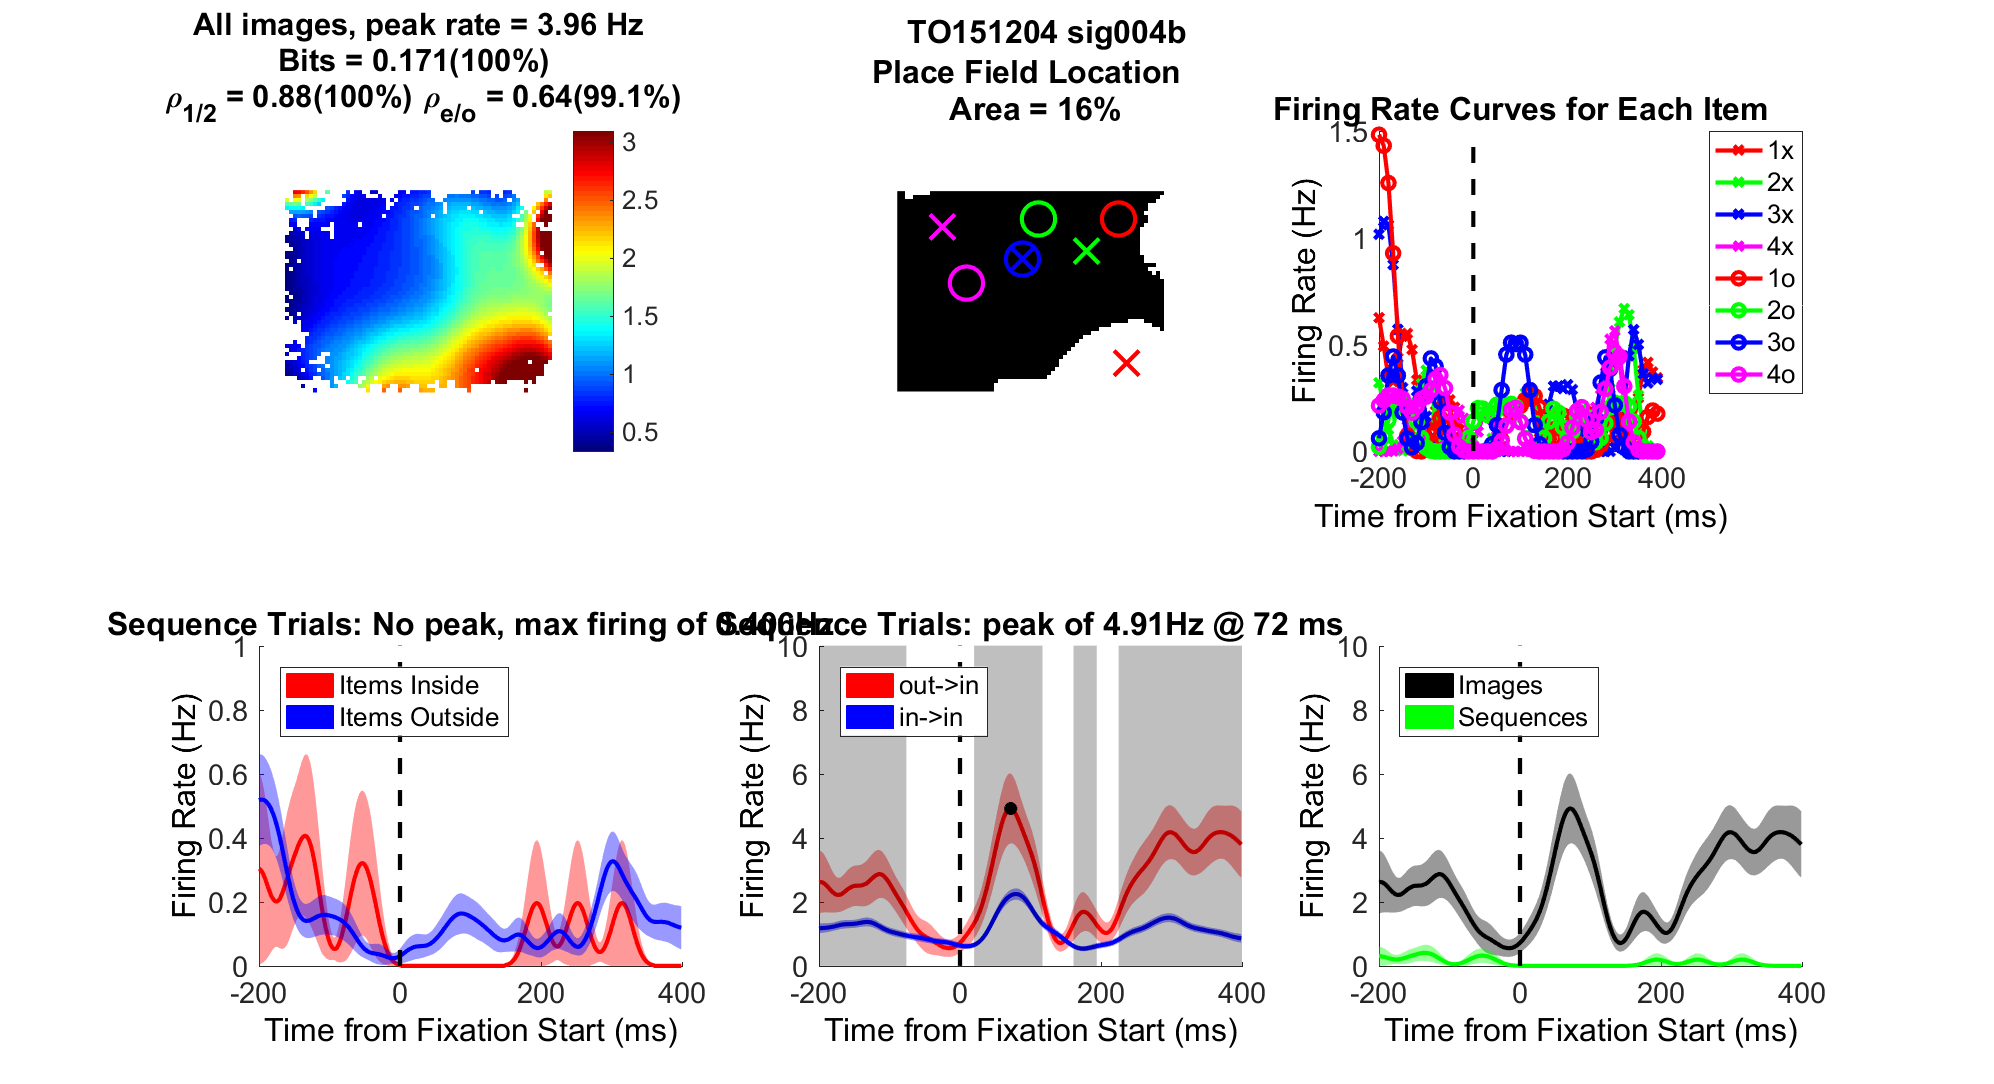 All images, peak rate = 3.96 Hz
Bits = 0.171(100%)
ρ1/2 = 0.88(100%) ρe/o = 0.64(99.1%)
3
2.5
2
1.5
1
0.5
TO151204 sig004b
Place Field Location
Area = 16%
Firing Rate Curves for Each Item
1.5
1
0.5
0
Firing Rate (Hz)
-200 0 200 400
Time from Fixation Start (ms)
1x
2x
3x
4x
1o
2o
3o
4o
Sequence Trials: No peak, max firing of 0.406Hz
1
0.8
0.6
0.4
0.2
0
Firing Rate (Hz)
Items Inside
Items Outside
-200 0 200 400
Time from Fixation Start (ms)
Sequence Trials: peak of 4.91Hz @ 72 ms
10
8
6
4
2
0
Firing Rate (Hz)
out->in
in->in
-200 0 200 400
Time from Fixation Start (ms)
10
8
6
4
2
0
Firing Rate (Hz)
Images
Sequences
-200 0 200 400
Time from Fixation Start (ms)